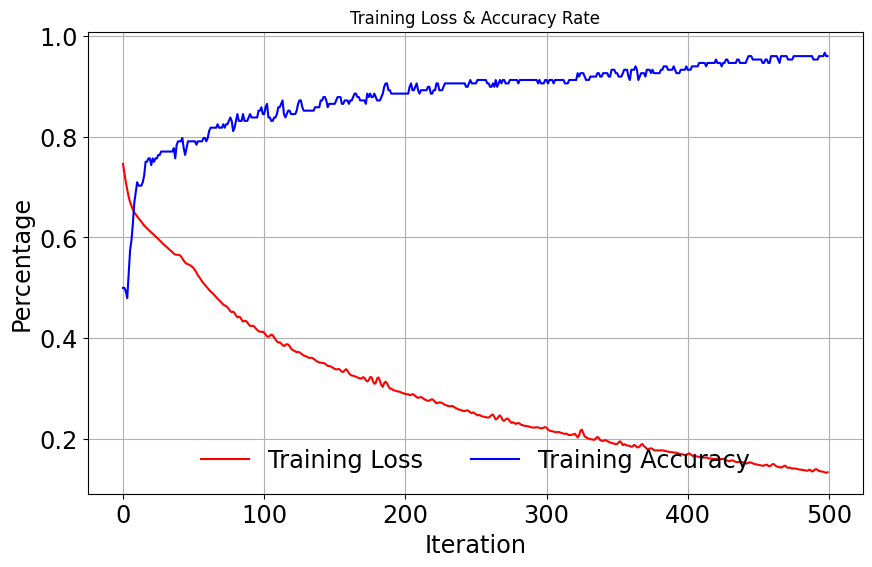 Training Loss & Accuracy Rate
1.0
0.8
0.6
0.4
0.2
Percentage
Training Loss
Training Accuracy
0
100
200
300
400
500
Iteration